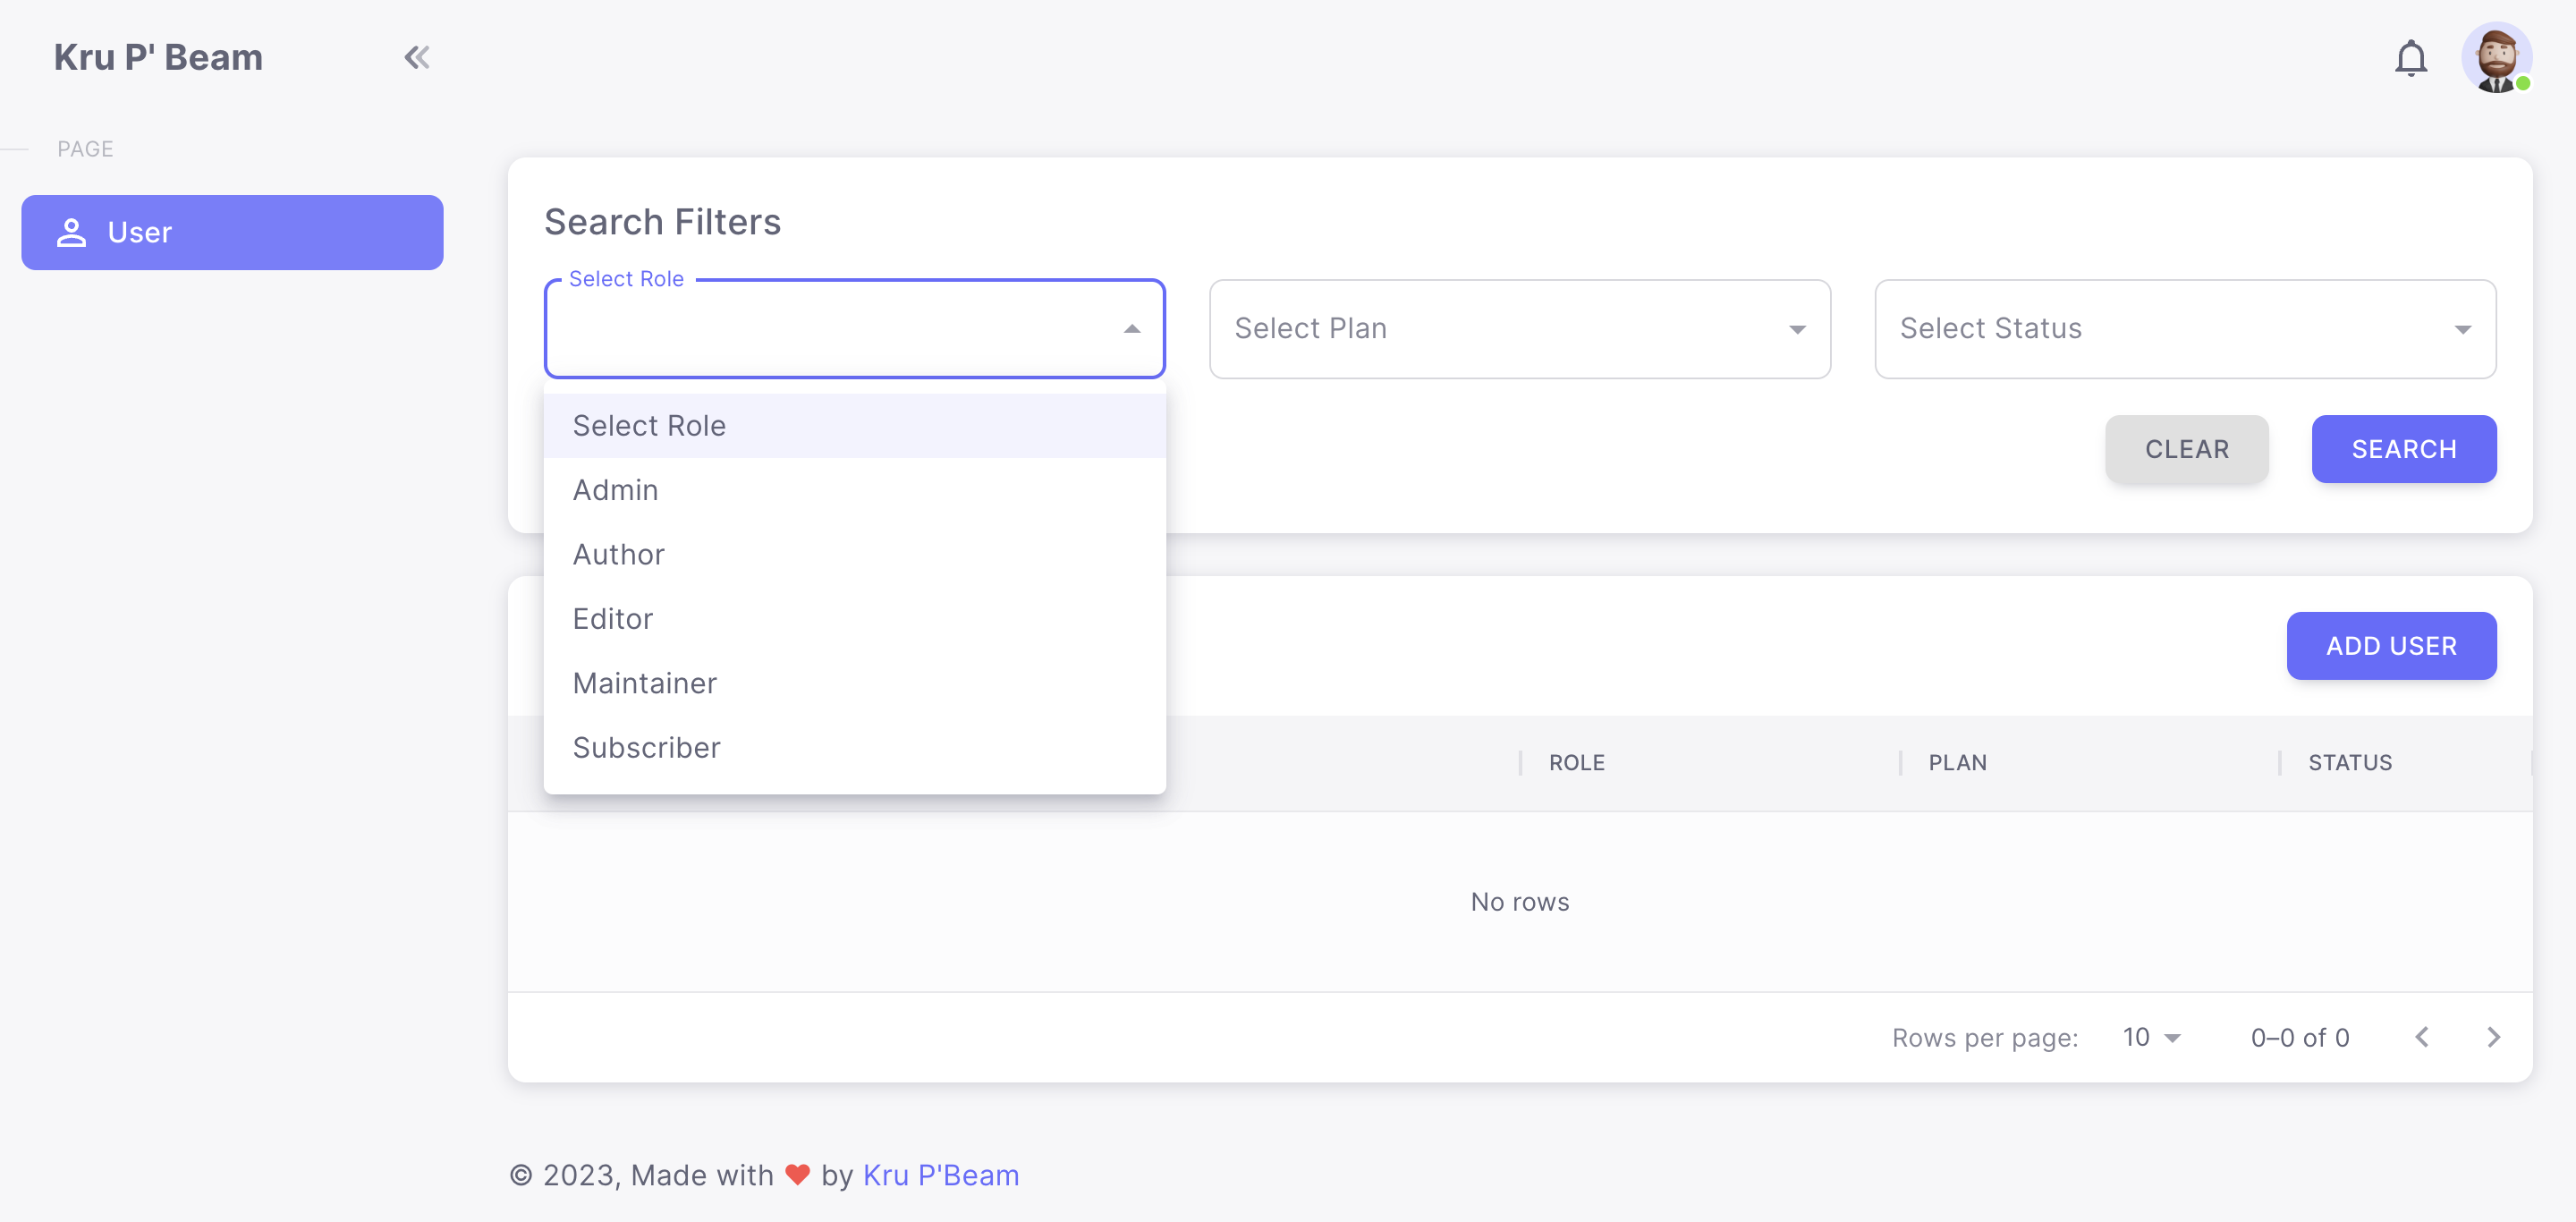 Kru P' Beam
PAGE
User
Search Filters
Select Role
Select Plan
Select Status
Select Role
Admin
Author
Editor
Maintainer
Subscriber
CLEAR
SEARCH
ADD USER
ROLE
PLAN
STATUS
No rows
Rows per page: 10 0–0 of 0
© 2023, Made with ❤ by Kru P'Beam